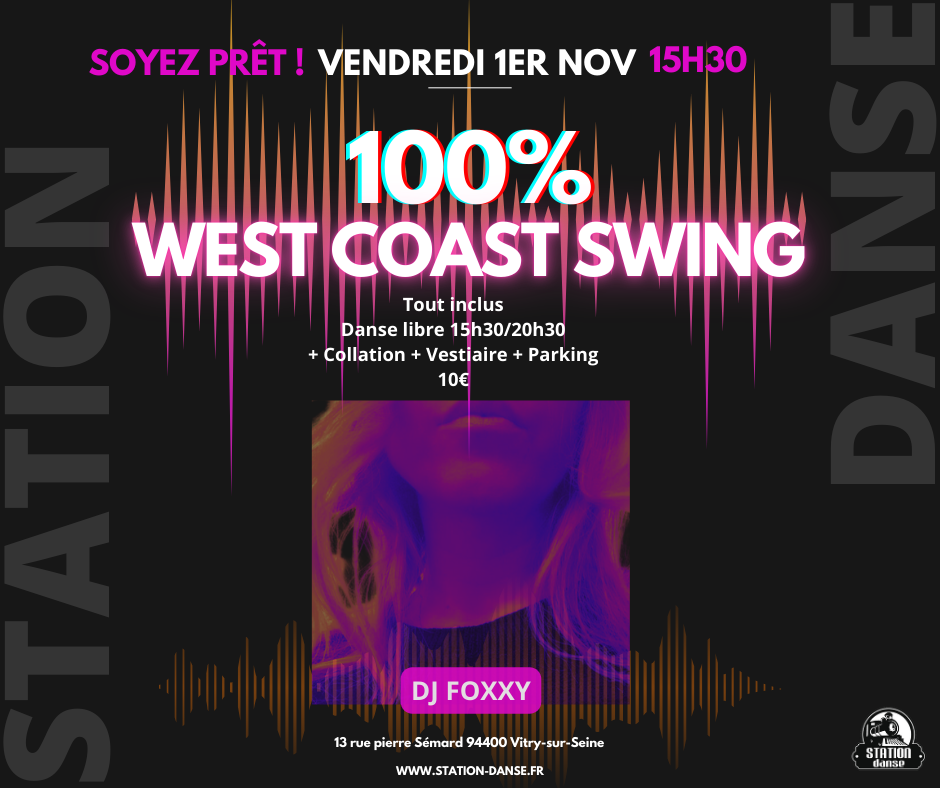 SOYEZ PRÊT ! VENDREDI 1ER NOV 15H30
100%
WEST COAST SWING
Tout inclus
Danse libre 15h30/20h30
+ Collation + Vestiaire + Parking
10€
STATION
DANSE
DJ FOXXY
13 rue pierre Sémard 94400 Vitry-sur-Seine
WWW.STATION-DANSE.FR
STATION
danse